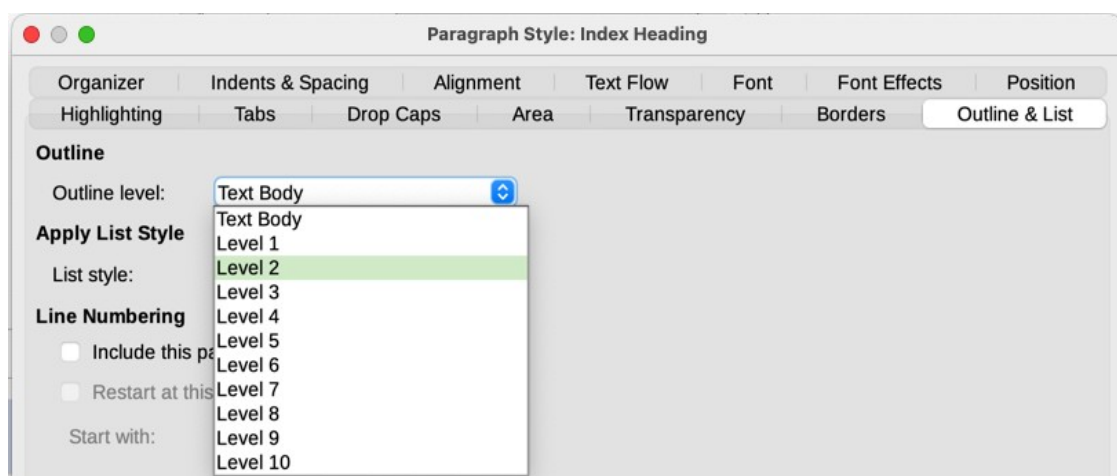 Paragraph Style: Index Heading
Organizer Indents & Spacing Alignment Text Flow Font Font Effects Position
Highlighting Tabs Drop Caps Area Transparency Borders Outline & List
Outline
Outline level: Text Body
Text Body
Apply List Style
Level 1
Level 2
List style:
Level 3
Line Numbering
Level 4
Level 5
Include this pa
Level 6
Restart at this
Level 7
Level 8
Start with:
Level 9
Level 10